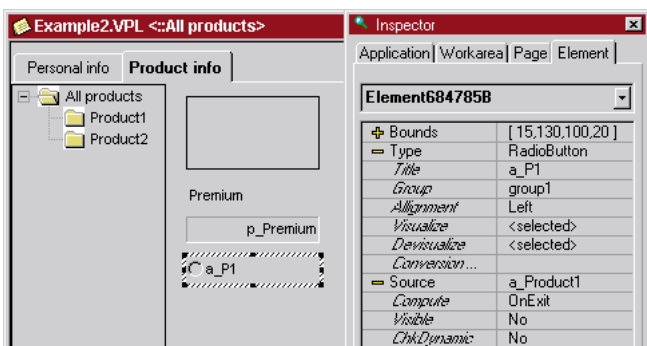 Example2.VPL <::All products>
Personal info
Product info
All products
Product1
Product2
Premium
p_Premium
a_P1
Inspector
Application
Workarea
Page
Element
Element684785B
Bounds [15,130,100,20]
Type RadioButton
Title a_P1
Group group1
Allignment Left
Visualize <selected>
Devisualize <selected>
Conversion...
Source a_Product1
Compute OnExit
Visible No
ChkDynamic No